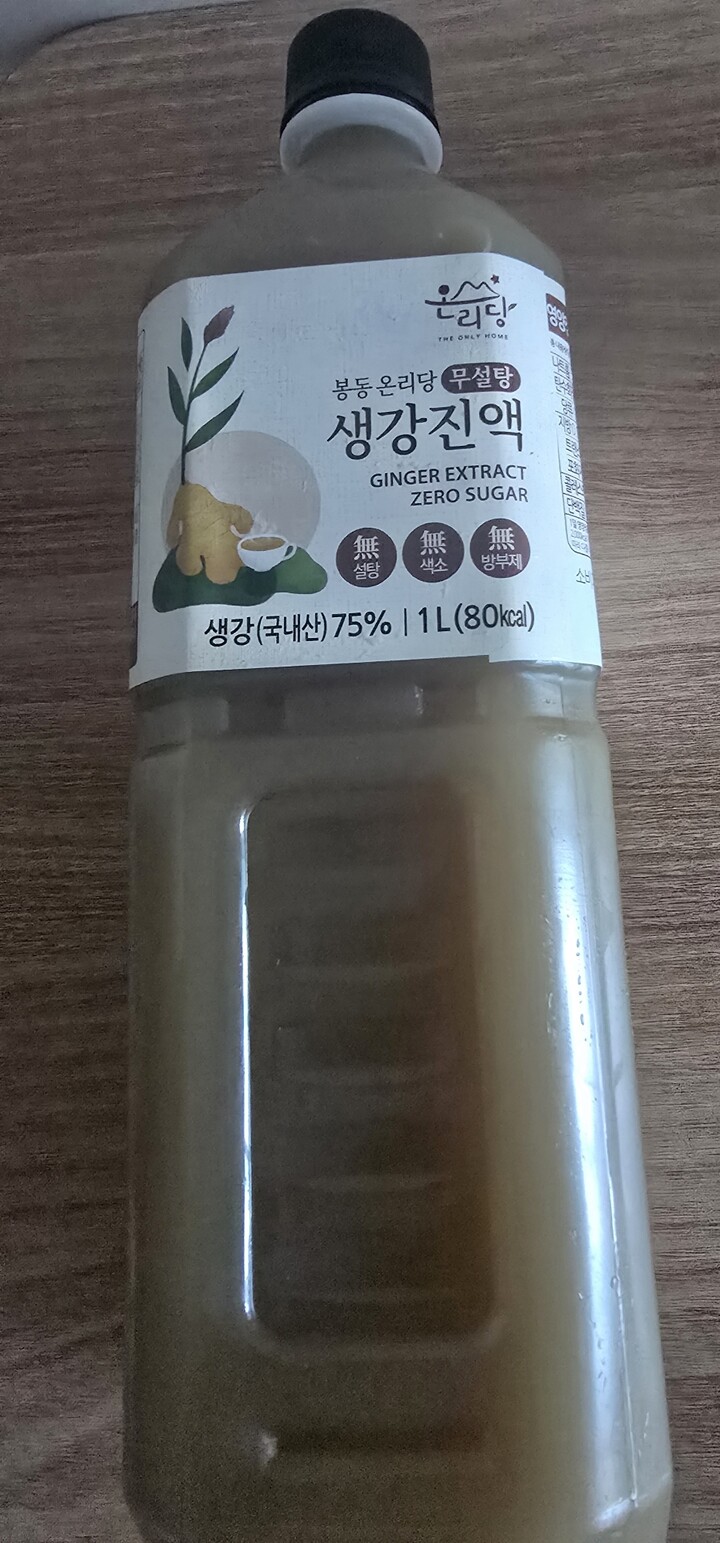 온리당
THE ONLY HOME
봉동 온리당 무설탕
생강진액
GINGER EXTRACT
ZERO SUGAR
無 설탕
無 색소
無 방부제
생강(국내산) 75% | 1L(80kcal)
영양